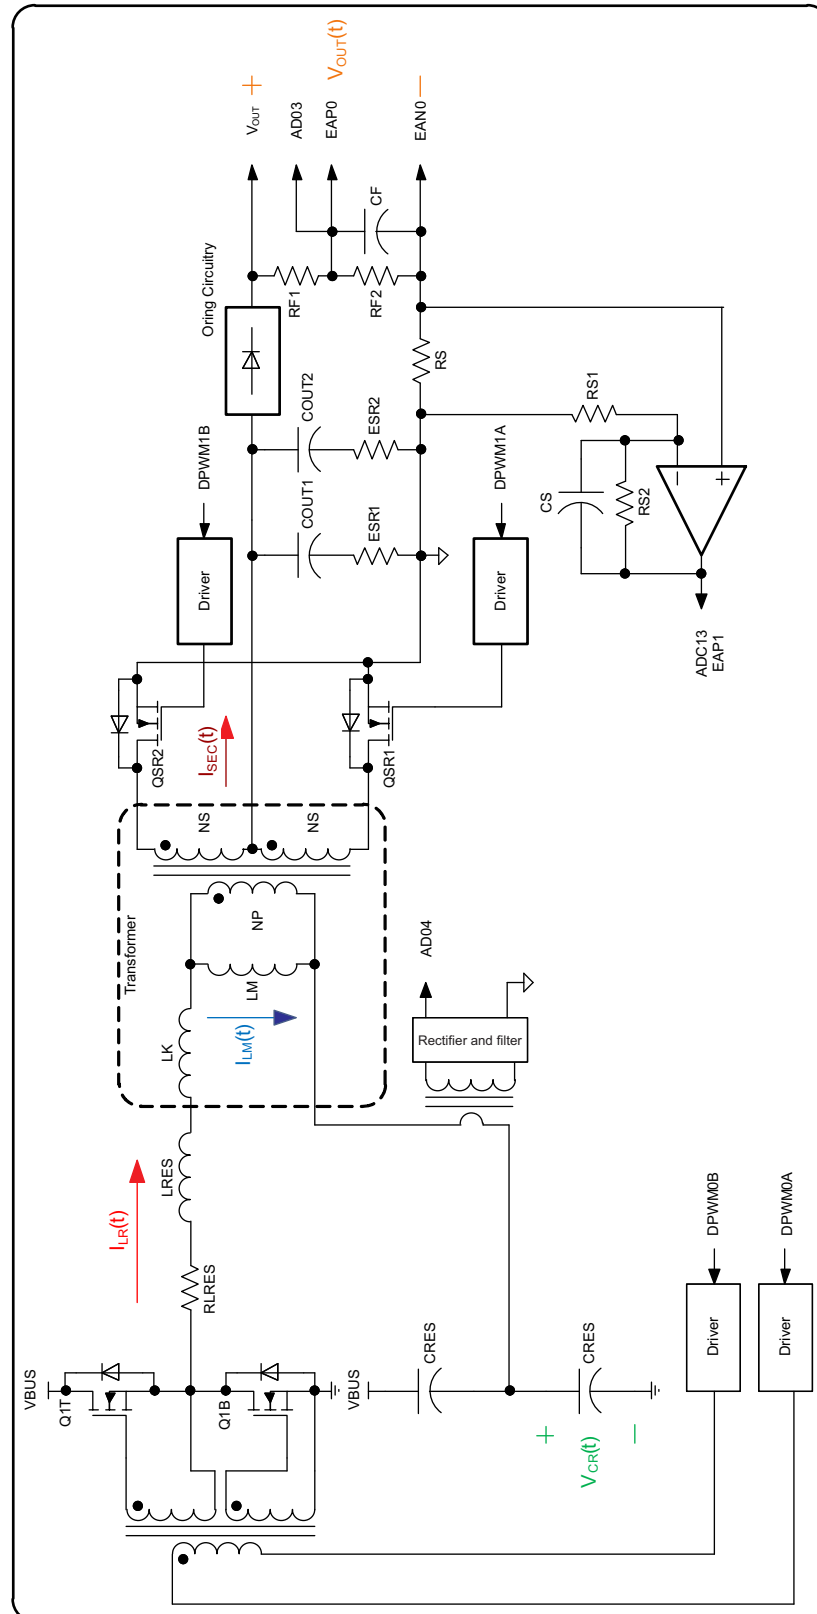 VOUT
+
AD03
EAP0
VOUT(t)
EAN0
−
CF
Oring Circuitry
RF1
RF2
RS
COUT2
ESR2
RS1
DPWM1B
DPWM1A
COUT1
ESR1
CS
RS2
−
+
Driver
Driver
ADC13
EAP1
QSR2
ISEC(t)
QSR1
NS
NS
Transformer
NP
LM
AD04
LK
ILM(t)
Rectifier and filter
LRES
ILR(t)
RLRES
DPWM0B
DPWM0A
VBUS
Q1T
Q1B
VBUS
CRES
CRES
Driver
Driver
+
VCR(t)
−